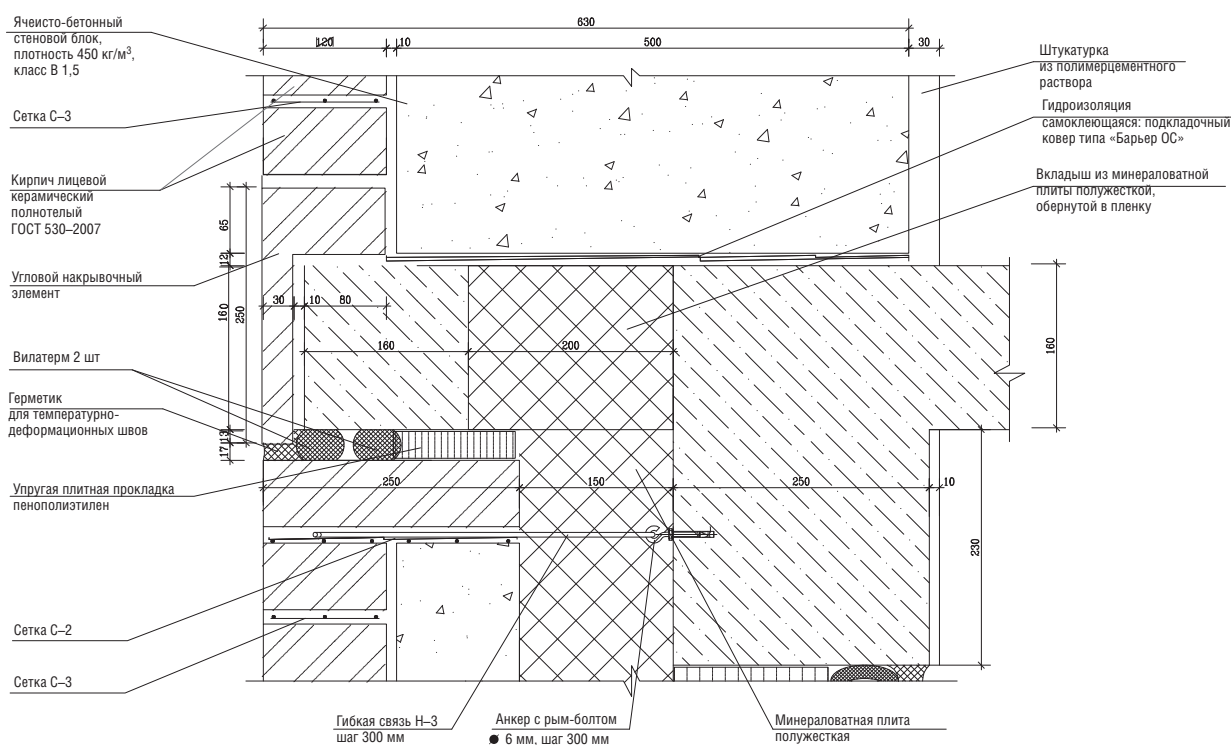 Ячеисто-бетонный
стеновой блок,
плотность 450 кг/м³,
класс В 1,5
Сетка С–3
Кирпич лицевой
керамический
полнотелый
ГОСТ 530–2007
Угловой накрывочный
элемент
Вилатерм 2 шт
Герметик
для температурно-
деформационных швов
Упругая плитная прокладка
пенополиэтилен
Сетка С–2
Сетка С–3
630
120
10
500
30
Штукатурка
из полимерцементного
раствора
Гидроизоляция
самоклеющаяся: подкладочный
ковер типа «Барьер ОС»
Вкладыш из минераловатной
плиты полужесткой,
обернутой в пленку
65
12
160
250
13
17
30
10
80
160
200
160
250
150
250
10
230
Гибкая связь Н–3
шаг 300 мм
Анкер с рым-болтом
6 мм, шаг 300 мм
Минераловатная плита
полужесткая